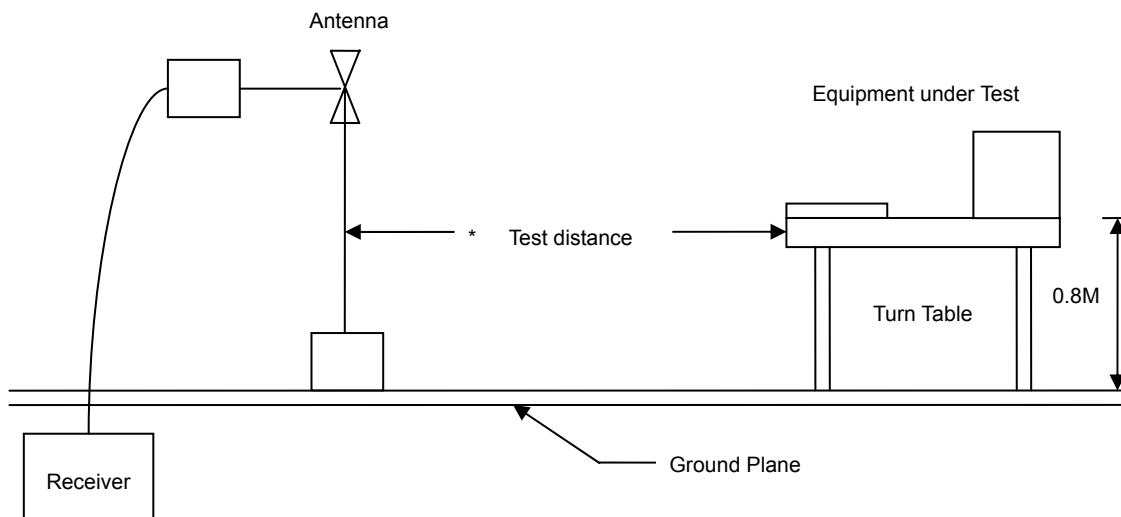 Antenna
Equipment under Test
* Test distance
0.8M
Turn Table
Ground Plane
Receiver